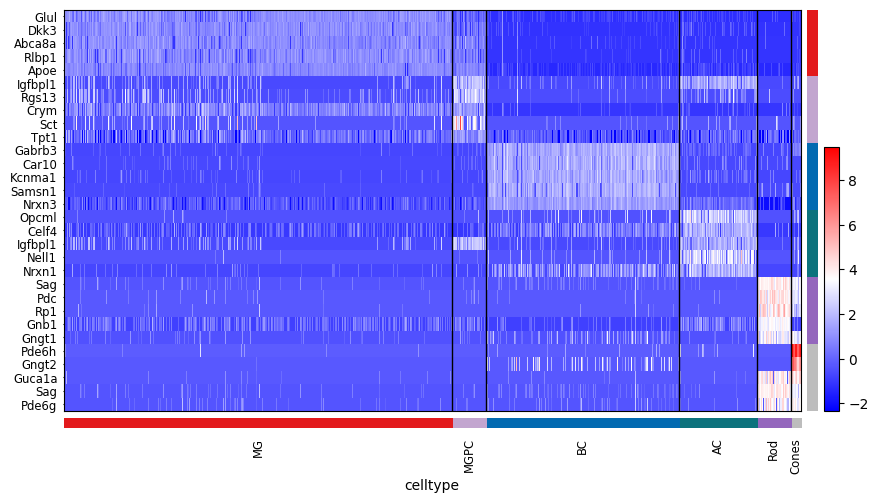 Glul
Dkk3
Abca8a
Rlbp1
Apoe
Igfbpl1
Rgs13
Crym
Sct
Tpt1
Gabrb3
Car10
Kcnma1
Samsn1
Nrxn3
Opcml
Celf4
Igfbpl1
Nell1
Nrxn1
Sag
Pdc
Rp1
Gnb1
Gngt1
Pde6h
Gngt2
Guca1a
Sag
Pde6g
8
6
4
2
0
−2
MG
MGPC
BC
AC
Rod
Cones
celltype